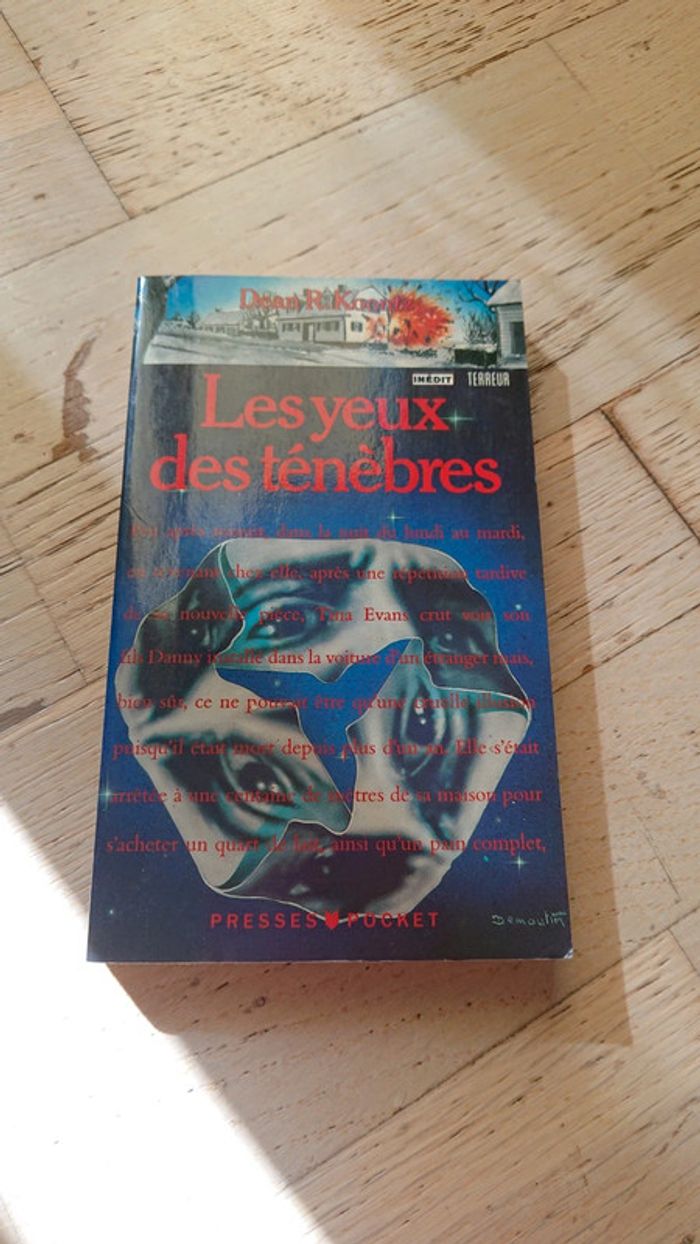 Dean R. Koontz
INÉDIT TERREUR
Les yeux
des ténèbres
Peu après minuit, dans la nuit du lundi au mardi,
en revenant chez elle, après une répétition tardive
de sa nouvelle pièce, Tina Evans crut voir son
fils Danny installé dans la voiture d'un étranger mais,
bien sûr, ce ne pouvait être qu'une cruelle illusion
puisqu'il était mort depuis plus d'un an. Elle s'était
arrêtée à une centaine de mètres de sa maison pour
s'acheter un quart de lait, ainsi qu'un pain complet,
PRESSES POCKET
Demoutin